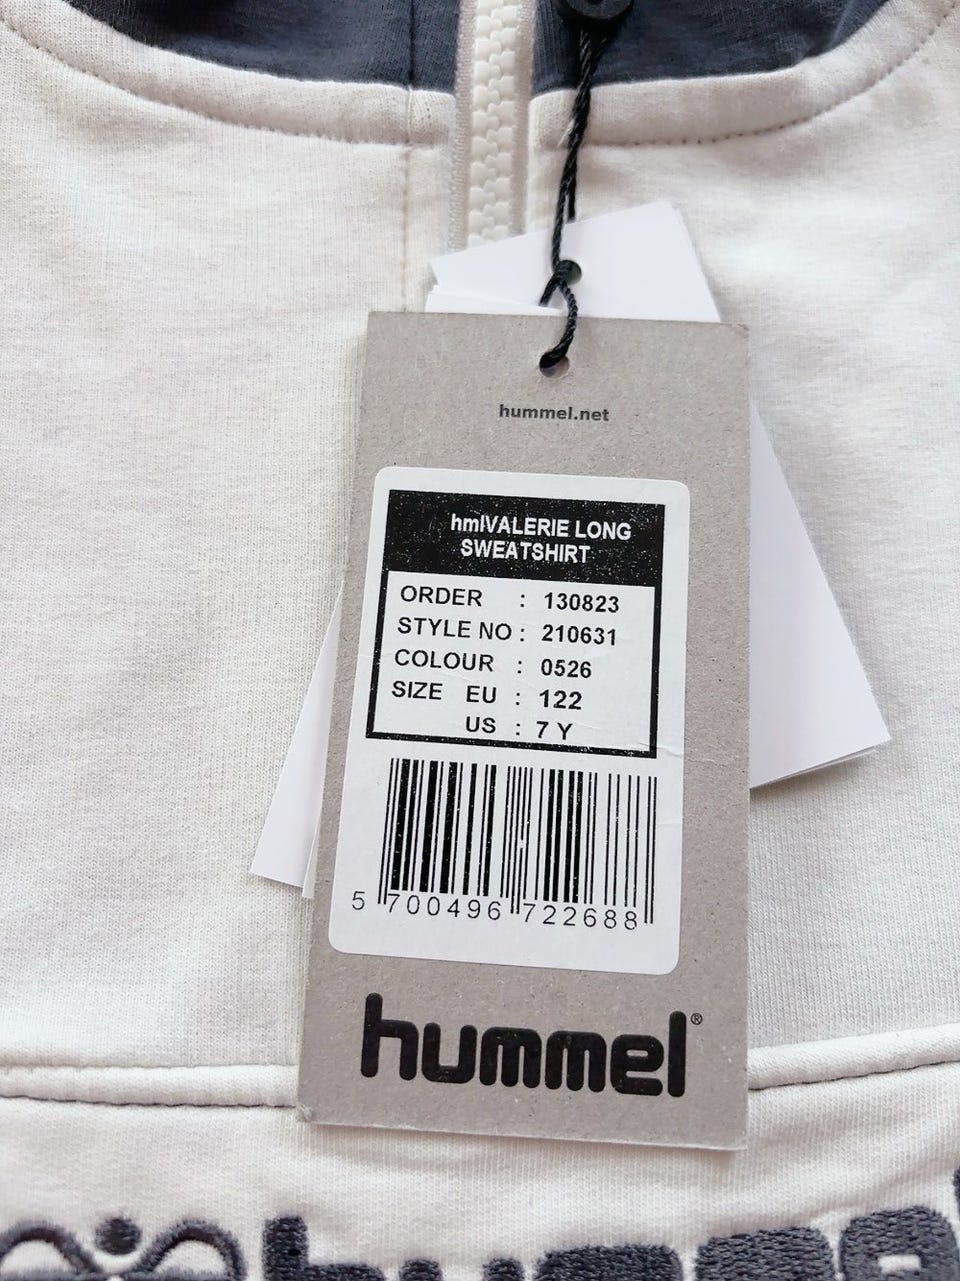 hummel.net
hmlVALERIE LONG
SWEATSHIRT
ORDER : 130823
STYLE NO : 210631
COLOUR : 0526
SIZE EU : 122
US : 7 Y
5 700496 722688
hummel®
hummel